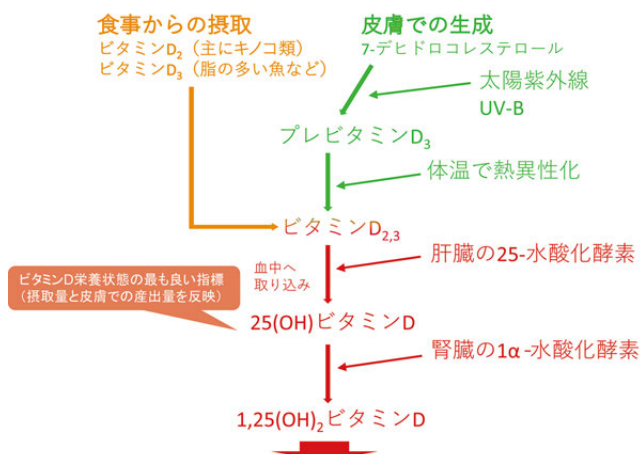 食事からの摂取
ビタミンD₂（主にキノコ類）
ビタミンD₃（脂の多い魚など）
皮膚での生成
7-デヒドロコレステロール
太陽紫外線
UV-B
プレビタミンD₃
体温で熱異性化
ビタミンD₂,₃
血中へ
取り込み
肝臓の25-水酸化酵素
ビタミンD栄養状態の最も良い指標
（摂取量と皮膚での産出量を反映）
25(OH)ビタミンD
腎臓の1α-水酸化酵素
1,25(OH)₂ビタミンD